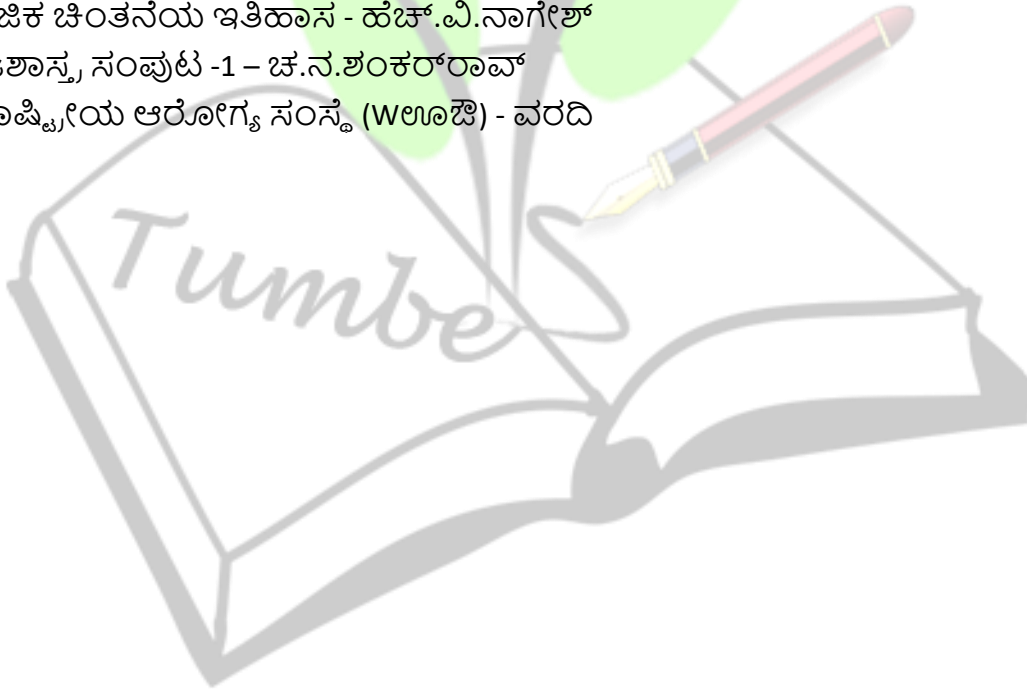 ಜಿಕ ಚಿಂತನೆಯ ಇತಿಹಾಸ - ಹೆಚ್.ವಿ.ನಾಗೇಶ್
ಶಾಸ್ತ್ರ ಸಂಪುಟ -1 – ಚ.ನ.ಶಂಕರ್‌ರಾವ್
ಷ್ಟ್ರೀಯ ಆರೋಗ್ಯ ಸಂಸ್ಥೆ (Wಊಔ) - ವರದಿ
Tumbe